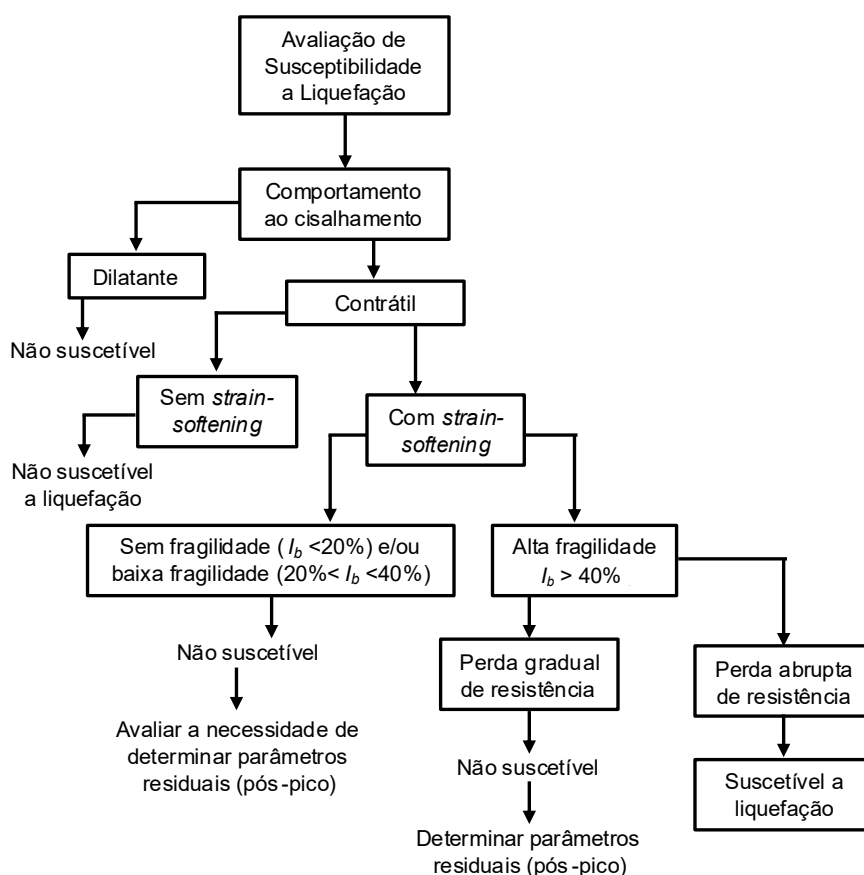 Avaliação de
Susceptibilidade
a Liquefação
Comportamento
ao cisalhamento
Dilatante
Contrátil
Não suscetível
Sem strain-
softening
Com strain-
softening
Não suscetível
a liquefação
Sem fragilidade ( I_b <20%) e/ou
baixa fragilidade (20%< I_b <40%)
Alta fragilidade
I_b > 40%
Não suscetível
Perda gradual
de resistência
Perda abrupta
de resistência
Avaliar a necessidade de
determinar parâmetros
residuais (pós-pico)
Não suscetível
Suscetível a
liquefação
Determinar parâmetros
residuais (pós-pico)